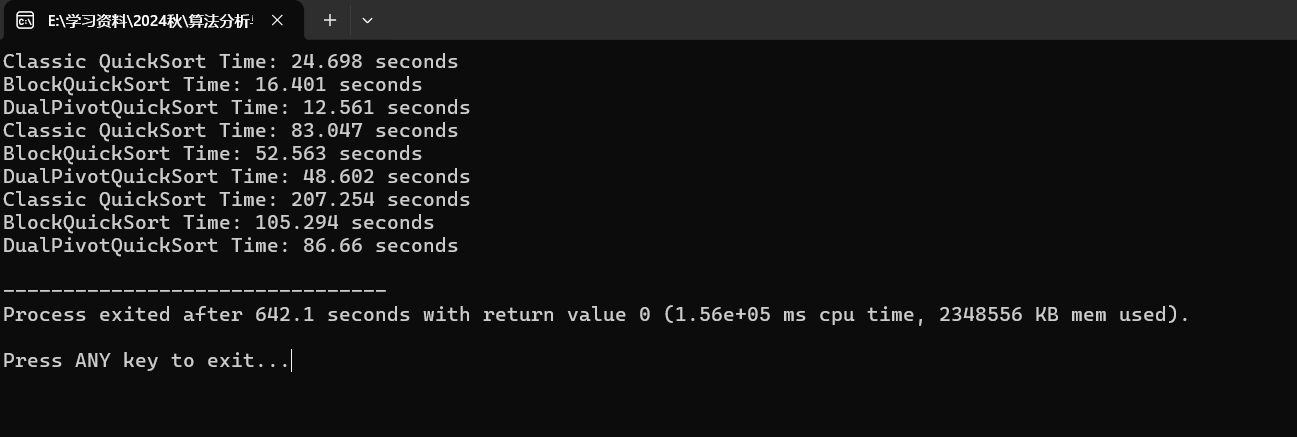 E:\学习资料\2024秋\算法分析
Classic QuickSort Time: 24.698 seconds
BlockQuickSort Time: 16.401 seconds
DualPivotQuickSort Time: 12.561 seconds
Classic QuickSort Time: 83.047 seconds
BlockQuickSort Time: 52.563 seconds
DualPivotQuickSort Time: 48.602 seconds
Classic QuickSort Time: 207.254 seconds
BlockQuickSort Time: 105.294 seconds
DualPivotQuickSort Time: 86.66 seconds
--------------------------------
Process exited after 642.1 seconds with return value 0 (1.56e+05 ms cpu time, 2348556 KB mem used).
Press ANY key to exit...